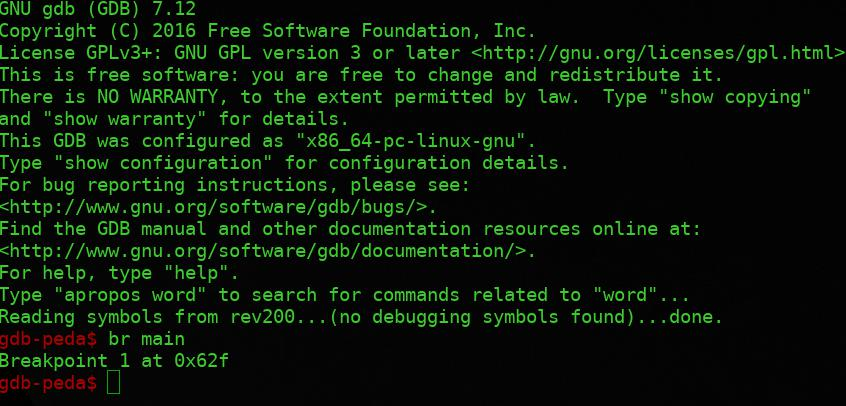 GNU gdb (GDB) 7.12
Copyright (C) 2016 Free Software Foundation, Inc.
License GPLv3+: GNU GPL version 3 or later <http://gnu.org/licenses/gpl.html>
This is free software: you are free to change and redistribute it.
There is NO WARRANTY, to the extent permitted by law.  Type "show copying"
and "show warranty" for details.
This GDB was configured as "x86_64-pc-linux-gnu".
Type "show configuration" for configuration details.
For bug reporting instructions, please see:
<http://www.gnu.org/software/gdb/bugs/>.
Find the GDB manual and other documentation resources online at:
<http://www.gnu.org/software/gdb/documentation/>.
For help, type "help".
Type "apropos word" to search for commands related to "word"...
Reading symbols from rev200...(no debugging symbols found)...done.
gdb-peda$ br main
Breakpoint 1 at 0x62f
gdb-peda$